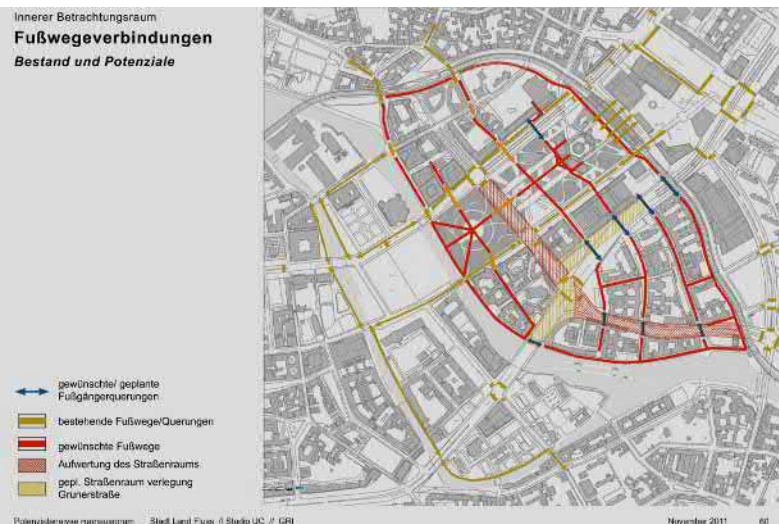 Innerer Betrachtungsraum
Fußwegeverbindungen
Bestand und Potenziale
gewünschte/ geplante
Fußgängerquerungen
bestehende Fußwege/Querungen
gewünschte Fußwege
Aufwertung des Straßenraums
gepl. Straßenraum verlegung
Grunerstraße
Stadt Land Fluss // Studio UC // GRI
November 2011
60